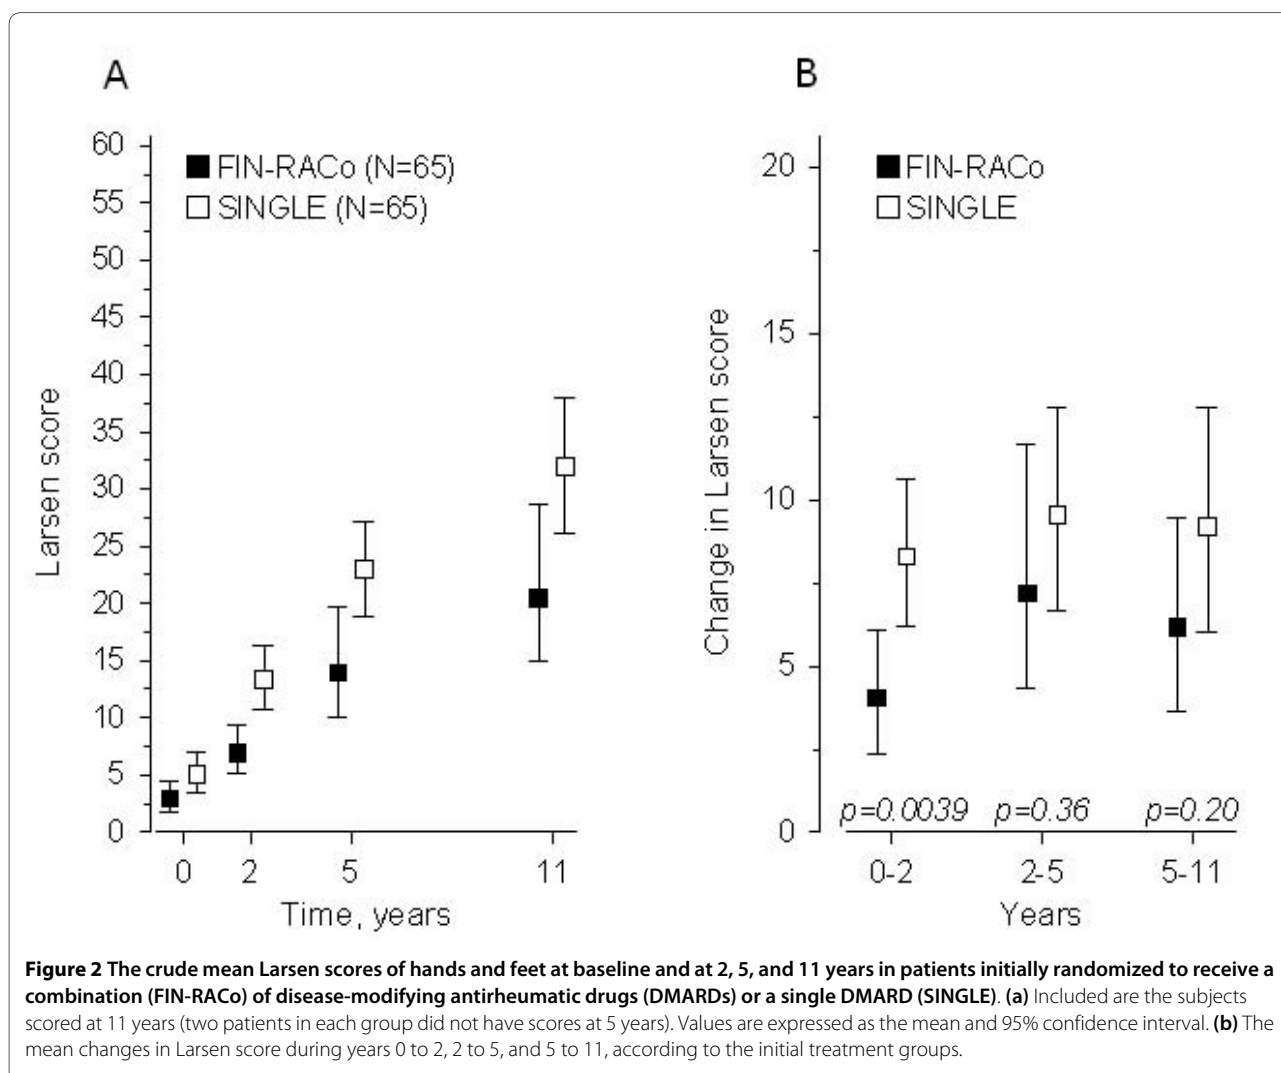 A
60
55
50
45
40
35
30
25
20
15
10
5
0
Larsen score
FIN-RACo (N=65)
SINGLE (N=65)
0 2 5 11
Time, years
B
20
15
10
5
0
Change in Larsen score
FIN-RACo
SINGLE
p=0.0039 p=0.36 p=0.20
0-2 2-5 5-11
Years
Figure 2 The crude mean Larsen scores of hands and feet at baseline and at 2, 5, and 11 years in patients initially randomized to receive a
combination (FIN-RACo) of disease-modifying antirheumatic drugs (DMARDs) or a single DMARD (SINGLE). (a) Included are the subjects
scored at 11 years (two patients in each group did not have scores at 5 years). Values are expressed as the mean and 95% confidence interval. (b) The
mean changes in Larsen score during years 0 to 2, 2 to 5, and 5 to 11, according to the initial treatment groups.